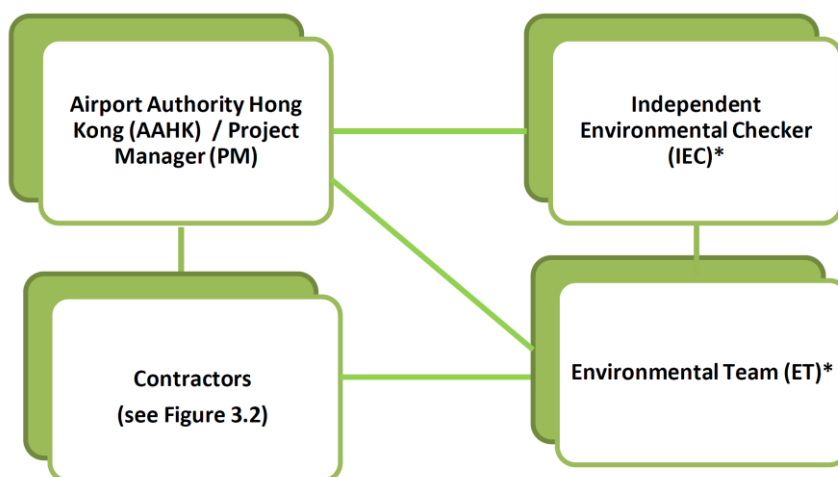 Airport Authority Hong
Kong (AAHK)  / Project
Manager (PM)
Independent
Environmental Checker
(IEC)*
Contractors
(see Figure 3.2)
Environmental Team (ET)*